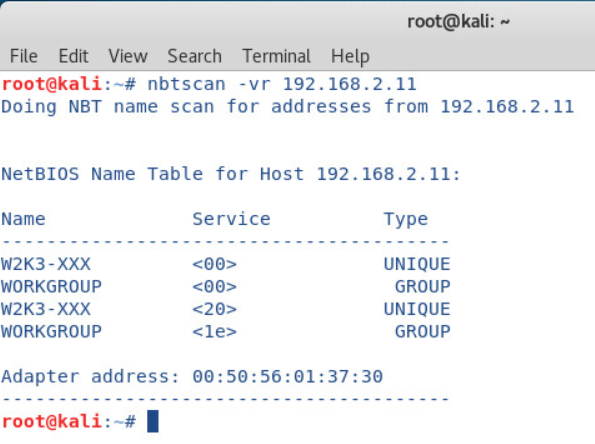 root@kali: ~
File Edit View Search Terminal Help
root@kali:~# nbtscan -vr 192.168.2.11
Doing NBT name scan for addresses from 192.168.2.11
NetBIOS Name Table for Host 192.168.2.11:
Name Service Type
----------------------------------------
W2K3-XXX <00> UNIQUE
WORKGROUP <00> GROUP
W2K3-XXX <20> UNIQUE
WORKGROUP <1e> GROUP
Adapter address: 00:50:56:01:37:30
----------------------------------------
root@kali:~#